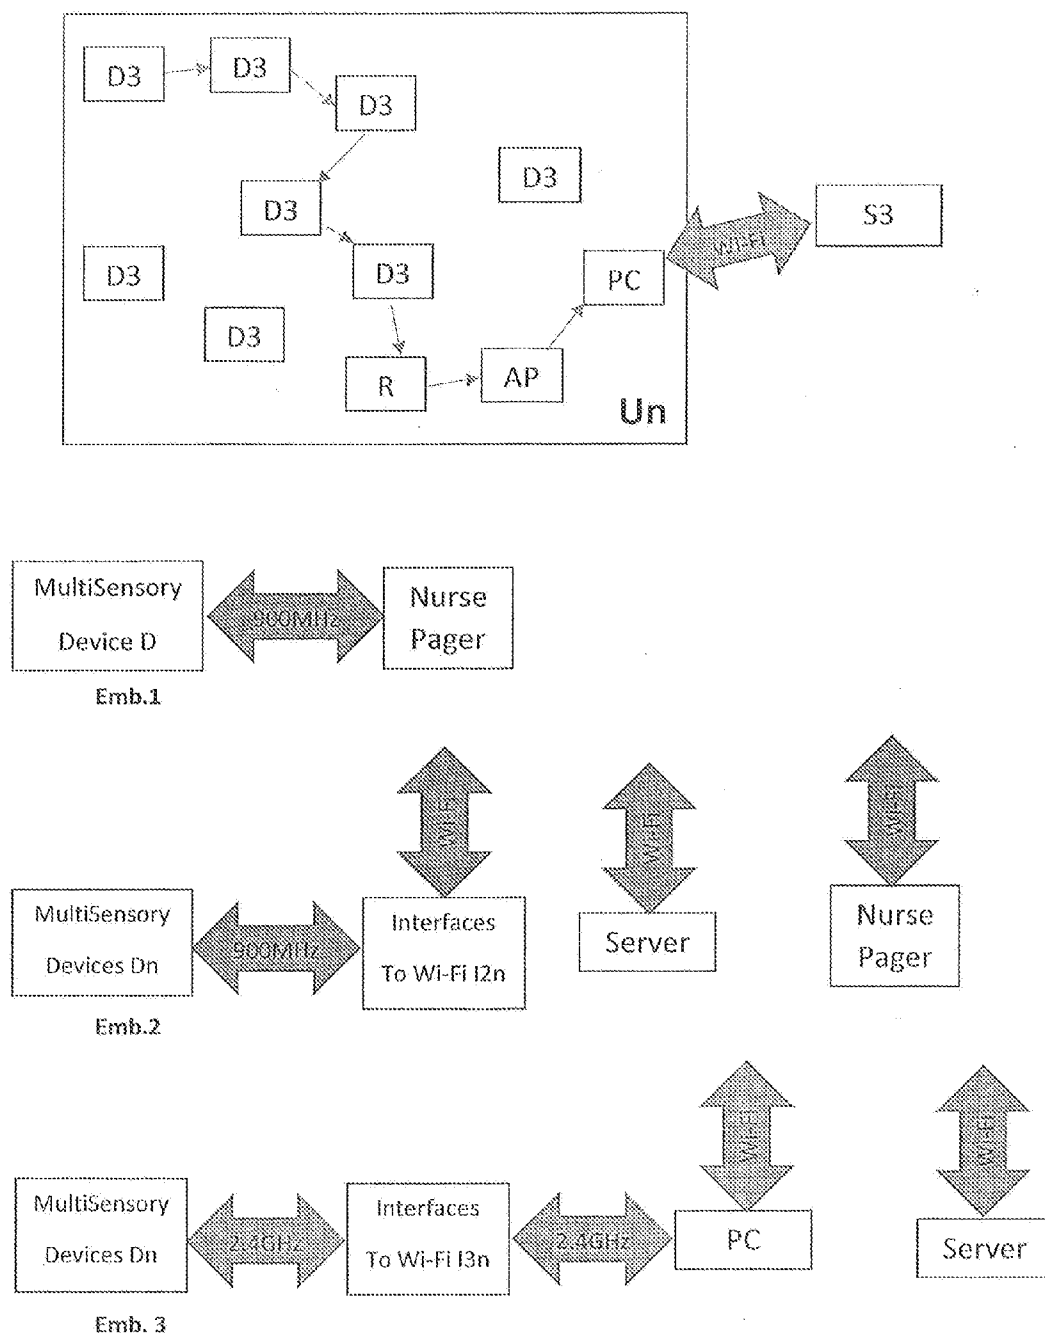 D3
D3
D3
D3
D3
D3
D3
D3
R
AP
PC
Wi-Fi
S3
Un
MultiSensory
Device D
900MHz
Nurse
Pager
Emb.1
Wi-Fi
Wi-Fi
Wi-Fi
MultiSensory
Devices Dn
900MHz
Interfaces
To Wi-Fi I2n
Server
Nurse
Pager
Emb.2
Wi-Fi
Wi-Fi
MultiSensory
Devices Dn
2.4GHz
Interfaces
To Wi-Fi I3n
2.4GHz
PC
Server
Emb. 3